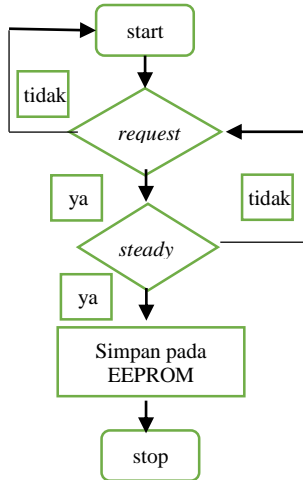 start
tidak
request
ya
tidak
steady
ya
Simpan pada
EEPROM
stop